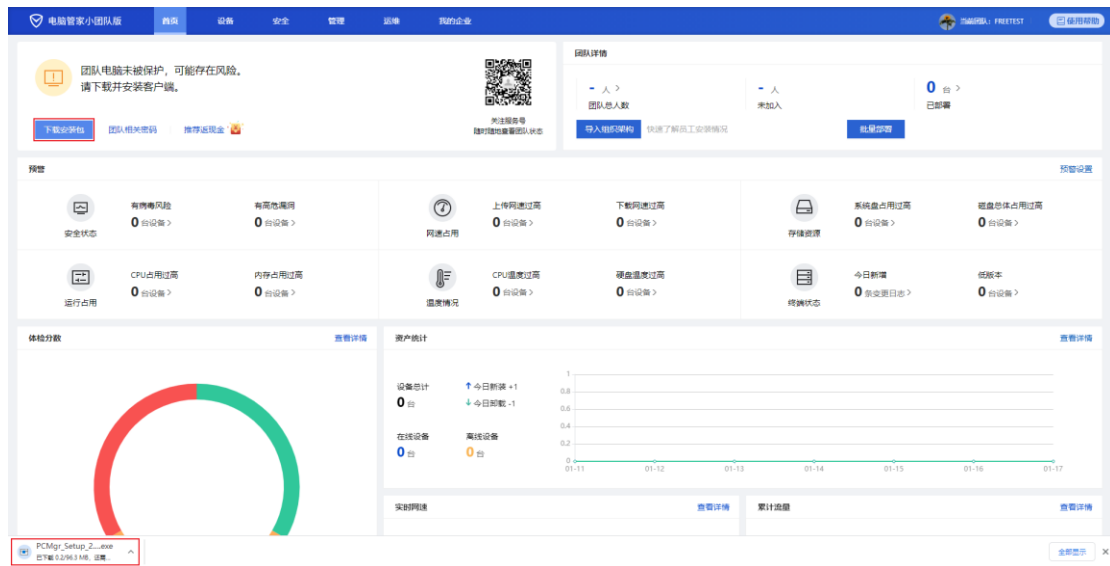 电脑管家小团队版 首页 设备 安全 管理 运维 我的企业 当前团队：FREETEST 使用帮助
团队电脑未被保护，可能存在风险。
请下载并安装客户端。
下载安装包 团队相关密码 推荐返现金
关注服务号
随时随地查看团队状态
团队详情
- 人 >
团队总人数
- 人
未加入
0 台 >
已部署
导入组织架构 快速了解员工安装情况
批量部署
预警 预警设置
安全状态
有病毒风险
0 台设备 >
有高危漏洞
0 台设备 >
网速占用
上传网速过高
0 台设备 >
下载网速过高
0 台设备 >
存储资源
系统盘占用过高
0 台设备 >
磁盘总体占用过高
0 台设备 >
运行占用
CPU占用过高
0 台设备 >
内存占用过高
0 台设备 >
温度情况
CPU温度过高
0 台设备 >
硬盘温度过高
0 台设备 >
终端状态
今日新增
0 条变更日志 >
低版本
0 台设备 >
体检分数 查看详情
资产统计 查看详情
设备总计
0 台
↑ 今日新装 +1
↓ 今日卸载 -1
在线设备
0 台
离线设备
0 台
1
0.8
0.6
0.4
0.2
0
01-11 01-12 01-13 01-14 01-15 01-16 01-17
实时网速 查看详情
累计流量 查看详情
PCMgr_Setup_2....exe
已下载 0.2/96.3 MB，还需...
全部显示